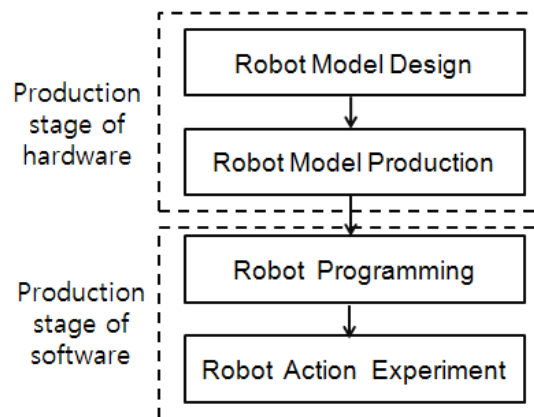 Robot Model Design
Production
stage of
hardware
Robot Model Production
Robot Programming
Production
stage of
software
Robot Action Experiment